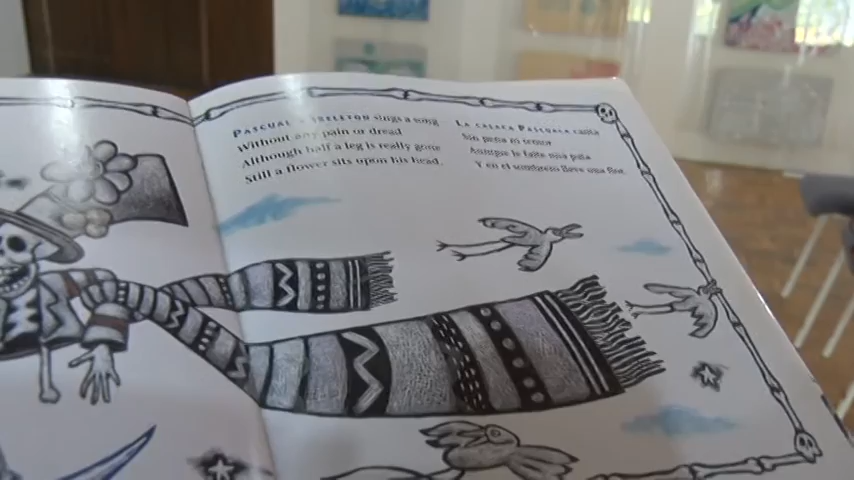 PASCUAL SKELETON sings a song
Without any pain or dread
Although half a leg is really gone
Still a flower sits upon his head.
LA CALACA PASCUALA canta
Sin pena ni temor
Aunque le falte una pata
Y en el sombrero lleve una flor.